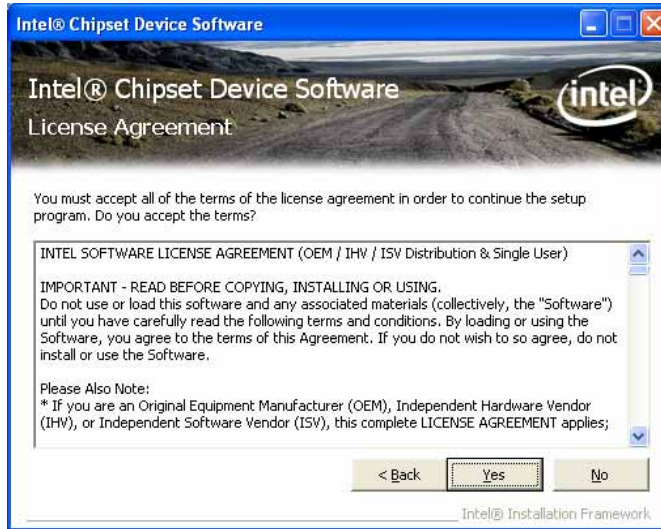 Intel® Chipset Device Software
Intel® Chipset Device Software
intel
License Agreement
You must accept all of the terms of the license agreement in order to continue the setup
program. Do you accept the terms?
INTEL SOFTWARE LICENSE AGREEMENT (OEM / IHV / ISV Distribution & Single User)
IMPORTANT - READ BEFORE COPYING, INSTALLING OR USING.
Do not use or load this software and any associated materials (collectively, the "Software")
until you have carefully read the following terms and conditions. By loading or using the
Software, you agree to the terms of this Agreement. If you do not wish to so agree, do not
install or use the Software.
Please Also Note:
* If you are an Original Equipment Manufacturer (OEM), Independent Hardware Vendor
(IHV), or Independent Software Vendor (ISV), this complete LICENSE AGREEMENT applies;
< Back Yes No
Intel® Installation Framework